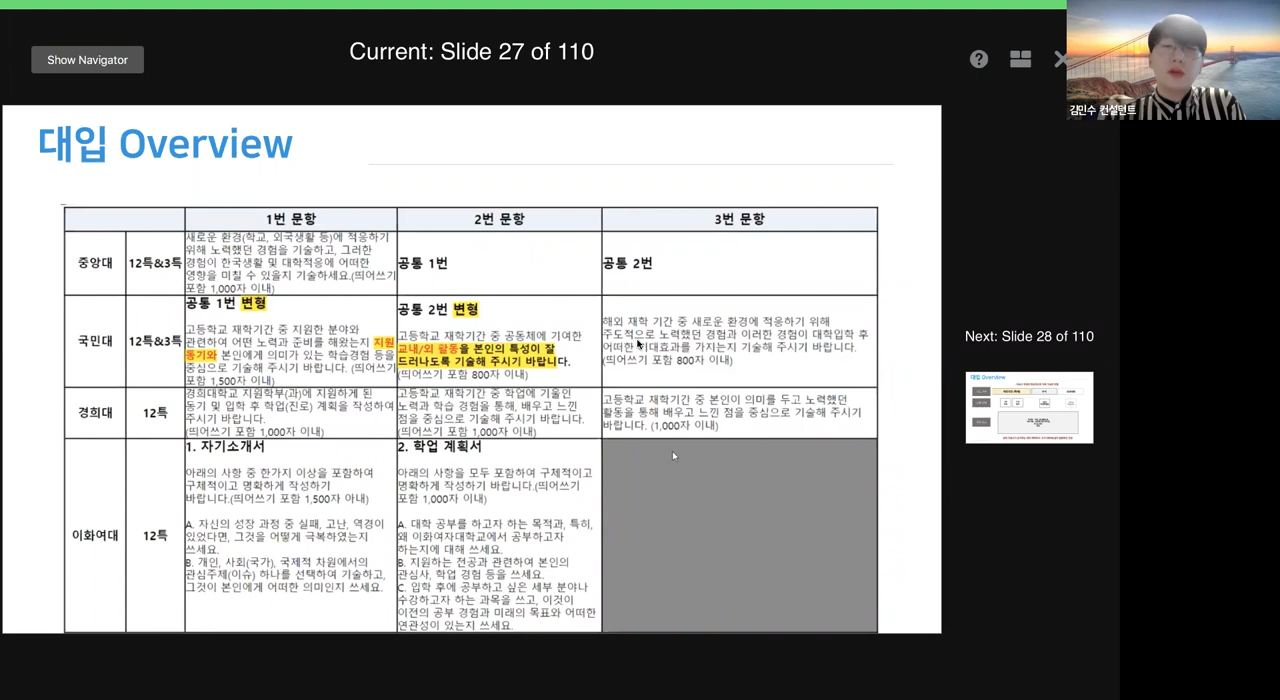 Show Navigator
Current: Slide 27 of 110
김민수 컨설턴트
대입 Overview
1번 문항
2번 문항
3번 문항
중앙대
12특&3특
새로운 환경(학교, 외국생활 등)에 적응하기
위해 노력했던 경험을 기술하고, 그러한
경험이 한국생활 및 대학적응에 어떠한
영향을 미칠 수 있을지 기술하세요.(띄어쓰기
포함 1,000자 이내)
공통 1번
공통 2번
국민대
12특&3특
공통 1번 변형
고등학교 재학기간 중 지원한 분야와
관련하여 어떤 노력과 준비를 해왔는지 지원
동기와 본인에게 의미가 있는 학습경험 등을
중심으로 기술해 주시기 바랍니다. (띄어쓰기
포함 1,500자 이내)
공통 2번 변형
고등학교 재학기간 중 공동체에 기여한
교내/외 활동을 본인의 특성이 잘
드러나도록 기술해 주시기 바랍니다.
(띄어쓰기 포함 800자 이내)
해외 재학 기간 중 새로운 환경에 적응하기 위해
주도적으로 노력했던 경험과 이러한 경험이 대학입학 후
어떠한 기대효과를 가지는지 기술해 주시기 바랍니다.
(띄어쓰기 포함 800자 이내)
경희대
12특
경희대학교 지원학부(과)에 지원하게 된
동기 및 입학 후 학업(진로) 계획을 작성하여
주시기 바랍니다.
(띄어쓰기 포함 1,000자 이내)
고등학교 재학기간 중 학업에 기울인
노력과 학습 경험을 통해, 배우고 느낀
점을 중심으로 기술해 주시기 바랍니다.
(띄어쓰기 포함 1,000자 이내)
고등학교 재학기간 중 본인이 의미를 두고 노력했던
활동을 통해 배우고 느낀 점을 중심으로 기술해 주시기
바랍니다. (1,000자 이내)
이화여대
12특
1. 자기소개서
아래의 사항 중 한가지 이상을 포함하여
구체적이고 명확하게 작성하기
바랍니다.(띄어쓰기 포함 1,500자 아내)
A. 자신의 성장 과정 중 실패, 고난, 역경이
있었다면, 그것을 어떻게 극복하였는지
쓰세요.
B. 개인, 사회(국가), 국제적 차원에서의
관심주제(이슈) 하나를 선택하여 기술하고,
그것이 본인에게 어떠한 의미인지 쓰세요.
2. 학업 계획서
아래의 사항을 모두 포함하여 구체적이고
명확하게 작성하기 바랍니다.(띄어쓰기
포함 1,000자 이내)
A. 대학 공부를 하고자 하는 목적과, 특히,
왜 이화여자대학교에서 공부하고자
하는지에 대해 쓰세요.
B. 지원하는 전공과 관련하여 본인의
관심사, 학업 경험 등을 쓰세요.
C. 입학 후에 공부하고 싶은 세부 분야나
수강하고자 하는 과목을 쓰고, 이것이
이전의 공부 경험과 미래의 목표와 어떠한
연관성이 있는지 쓰세요.
Next: Slide 28 of 110
대입 Overview